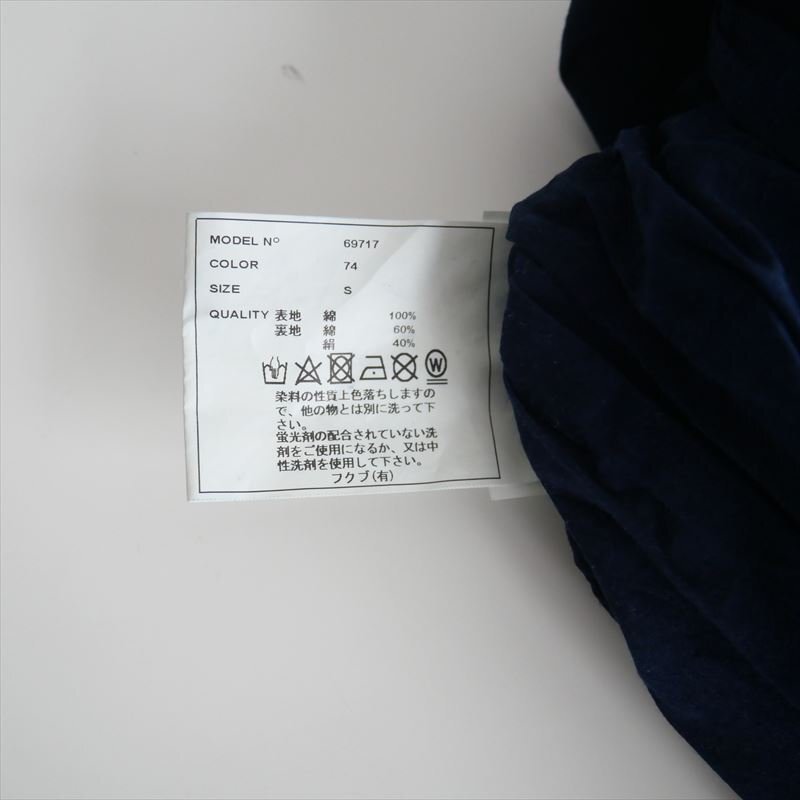 MODEL Nº 69717
COLOR 74
SIZE S
QUALITY 表地 綿 100%
裏地 綿 60%
絹 40%
W
染料の性質上色落ちしますの
で、他の物とは別に洗って下
さい。
蛍光剤の配合されていない洗
剤をご使用になるか、又は中
性洗剤を使用して下さい。
フクブ(有)